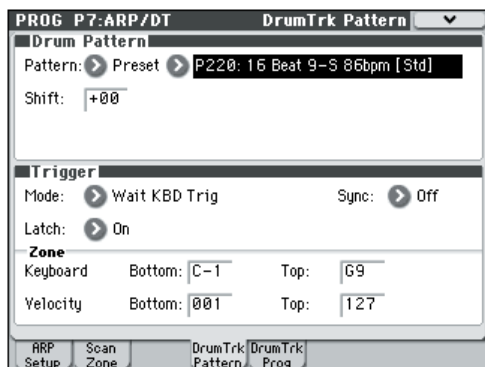 PROG P7:ARP/DT DrumTrk Pattern
Drum Pattern
Pattern: Preset P220: 16 Beat 9-S 86bpm [Std]
Shift: +00
Trigger
Mode: Wait KBD Trig Sync: Off
Latch: On
Zone
Keyboard Bottom: C-1 Top: G9
Velocity Bottom: 001 Top: 127
ARP Setup Scan Zone DrumTrk Pattern DrumTrk Prog